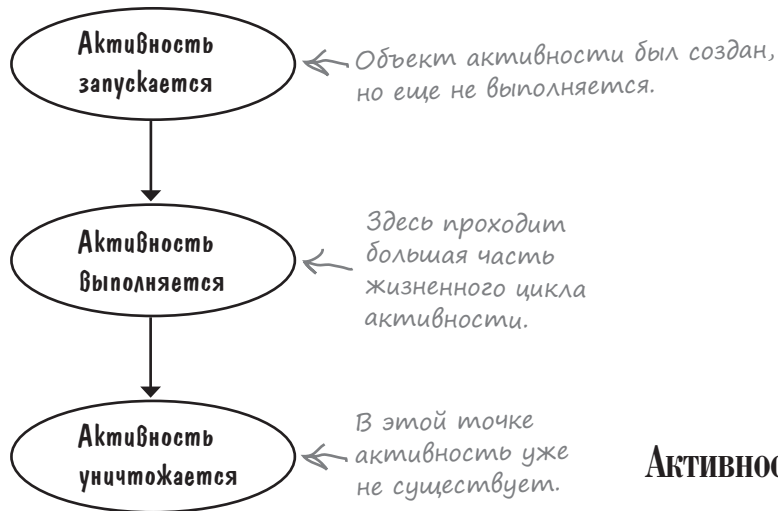 Активность
запускается
Объект активности был создан,
но еще не выполняется.
Активность
выполняется
Здесь проходит
большая часть
жизненного цикла
активности.
Активность
уничтожается
В этой точке
активность уже
не существует.